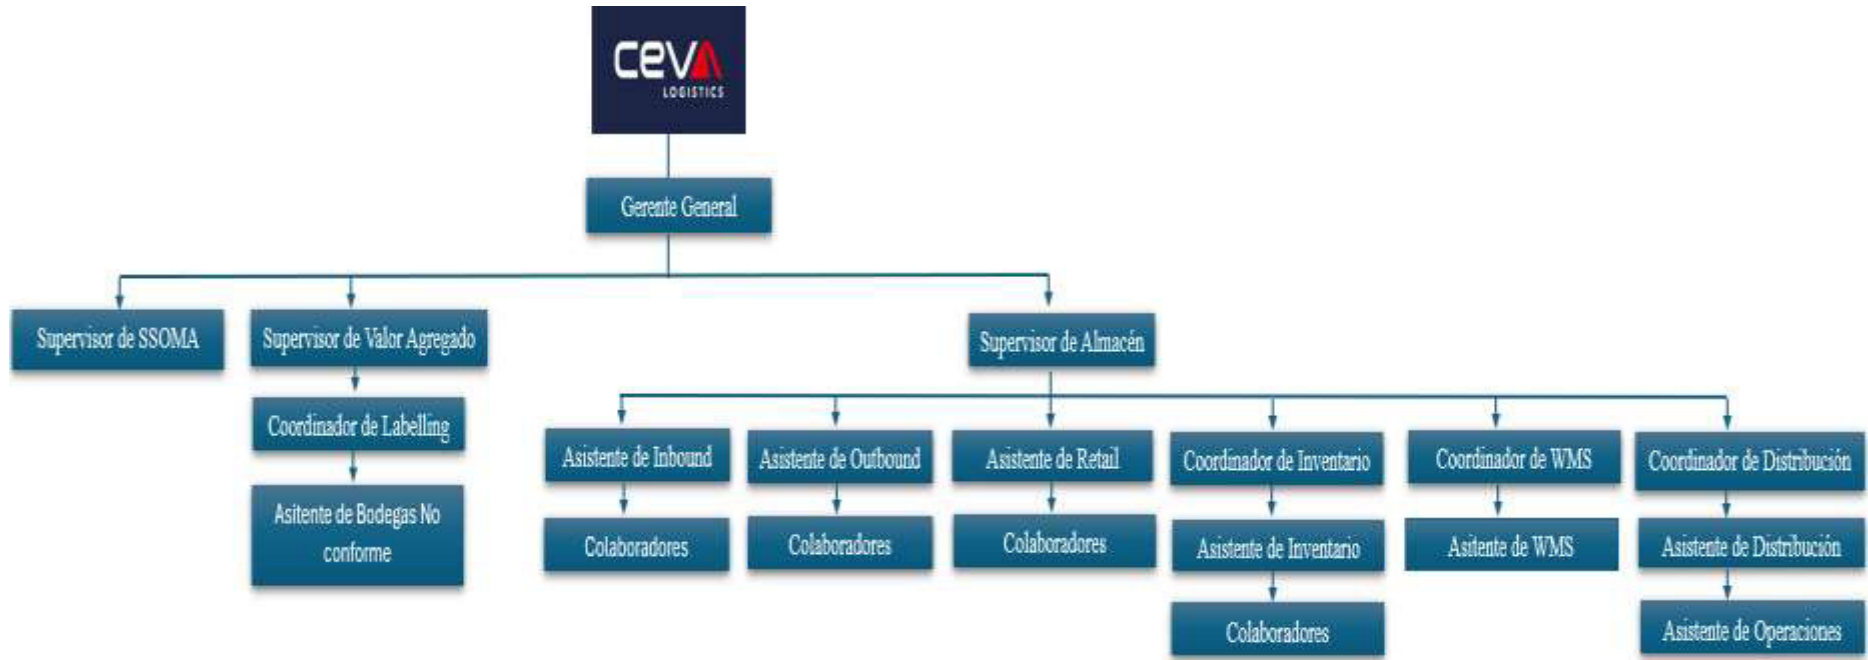 CEVA
LOGISTICS
Gerente General
Supervisor de SSOMA
Supervisor de Valor Agregado
Supervisor de Almacén
Coordinador de Labelling
Asitente de Bodegas No
conforme
Asistente de Inbound
Asistente de Outbound
Asistente de Retail
Coordinador de Inventario
Coordinador de WMS
Coordinador de Distribución
Colaboradores
Colaboradores
Colaboradores
Asistente de Inventario
Asitente de WMS
Asistente de Distribución
Colaboradores
Asistente de Operaciones